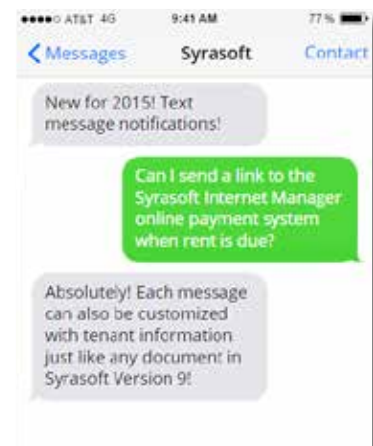 AT&T 4G 9:41 AM 77%
Messages Syrasoft Contact
New for 2015! Text
message notifications!
Can I send a link to the
Syrasoft Internet Manager
online payment system
when rent is due?
Absolutely! Each message
can also be customized
with tenant information
just like any document in
Syrasoft Version 9!